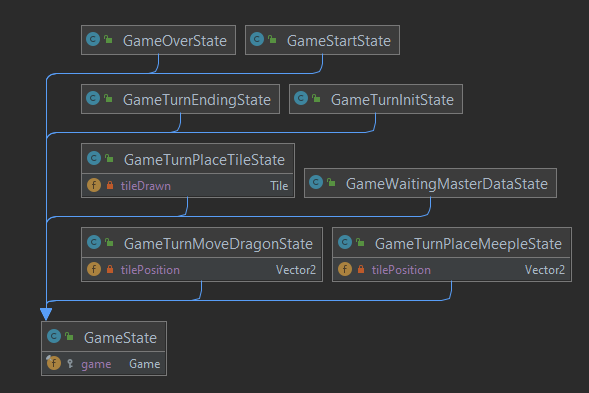 GameOverState
GameStartState
GameTurnEndingState
GameTurnInitState
GameTurnPlaceTileState
tileDrawn Tile
GameWaitingMasterDataState
GameTurnMoveDragonState
tilePosition Vector2
GameTurnPlaceMeepleState
tilePosition Vector2
GameState
game Game